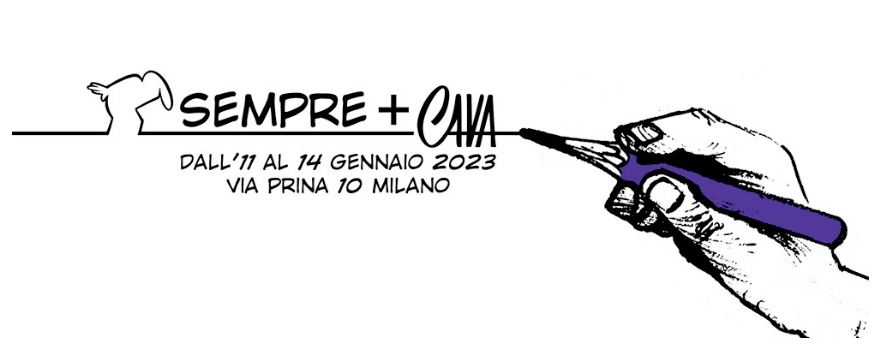 SEMPRE + CAVA
DALL'11 AL 14 GENNAIO 2023
VIA PRINA 10 MILANO